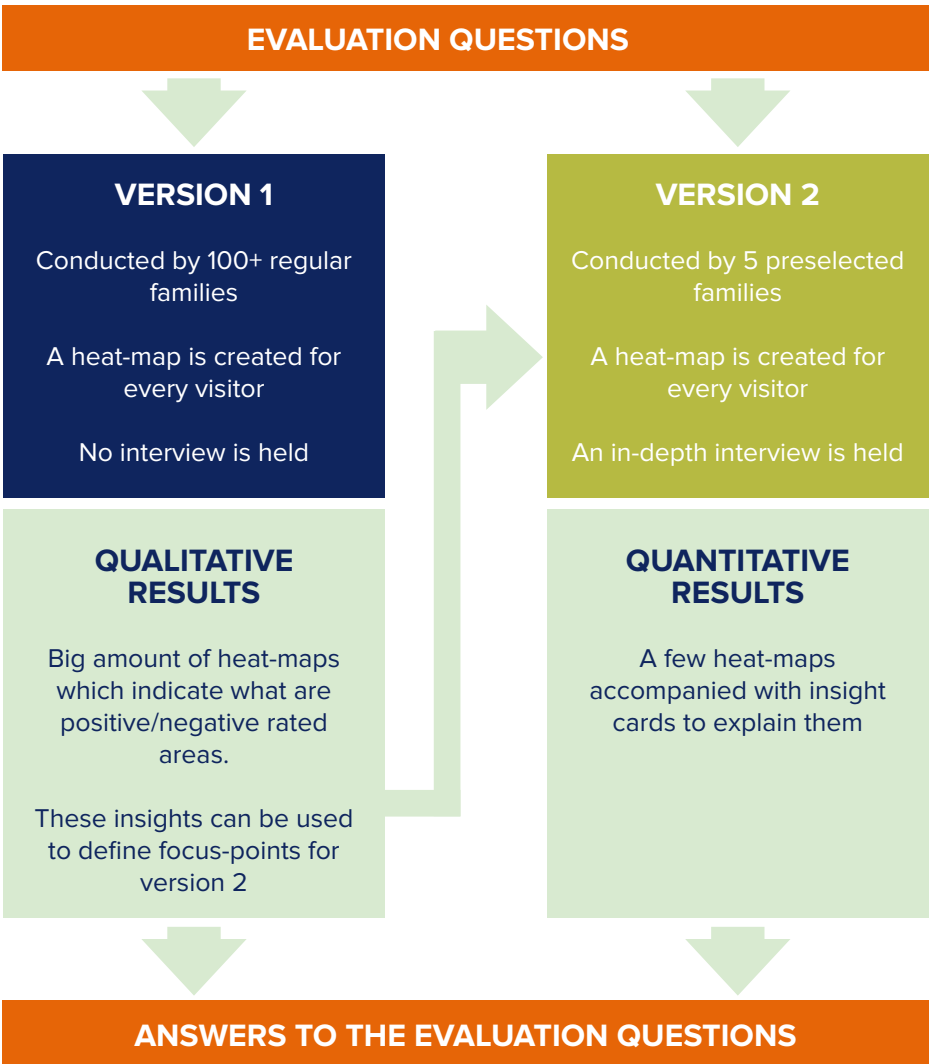 EVALUATION QUESTIONS
VERSION 1
Conducted by 100+ regular
families
A heat-map is created for
every visitor
No interview is held
QUALITATIVE
RESULTS
Big amount of heat-maps
which indicate what are
positive/negative rated
areas.
These insights can be used
to define focus-points for
version 2
VERSION 2
Conducted by 5 preselected
families
A heat-map is created for
every visitor
An in-depth interview is held
QUANTITATIVE
RESULTS
A few heat-maps
accompanied with insight
cards to explain them
ANSWERS TO THE EVALUATION QUESTIONS